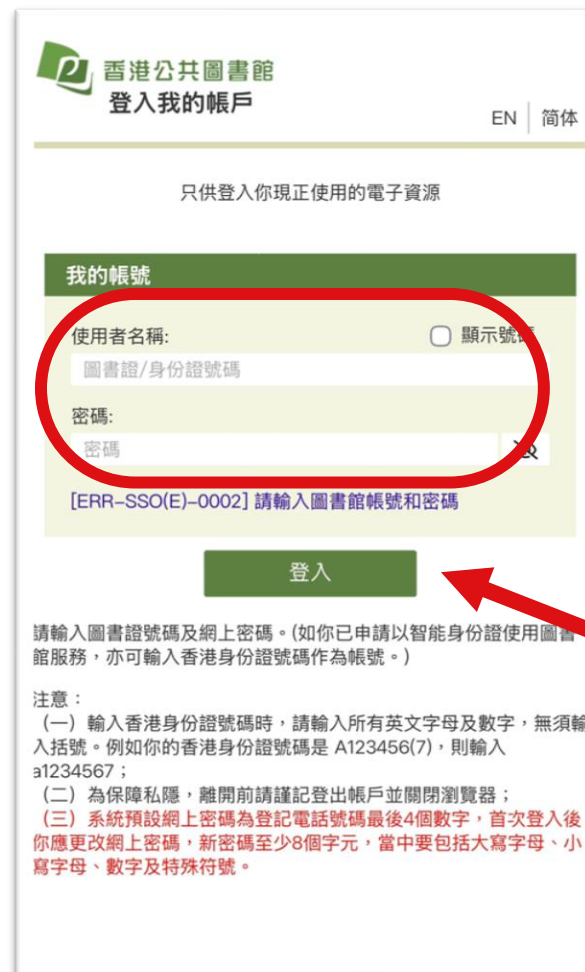 香港公共圖書館
登入我的帳戶
EN | 简体
只供登入你現正使用的電子資源
我的帳號
使用者名稱:
顯示號碼
圖書證/身份證號碼
密碼:
密碼
[ERR-SSO(E)-0002] 請輸入圖書館帳號和密碼
登入
請輸入圖書證號碼及網上密碼。(如你已申請以智能身份證使用圖書
館服務，亦可輸入香港身份證號碼作為帳號。)
注意：
（一）輸入香港身份證號碼時，請輸入所有英文字母及數字，無須輸
入括號。例如你的香港身份證號碼是 A123456(7)，則輸入
a1234567；
（二）為保障私隱，離開前請謹記登出帳戶並關閉瀏覽器；
（三）系統預設網上密碼為登記電話號碼最後4個數字，首次登入後
你應更改網上密碼，新密碼至少8個字元，當中要包括大寫字母、小
寫字母、數字及特殊符號。